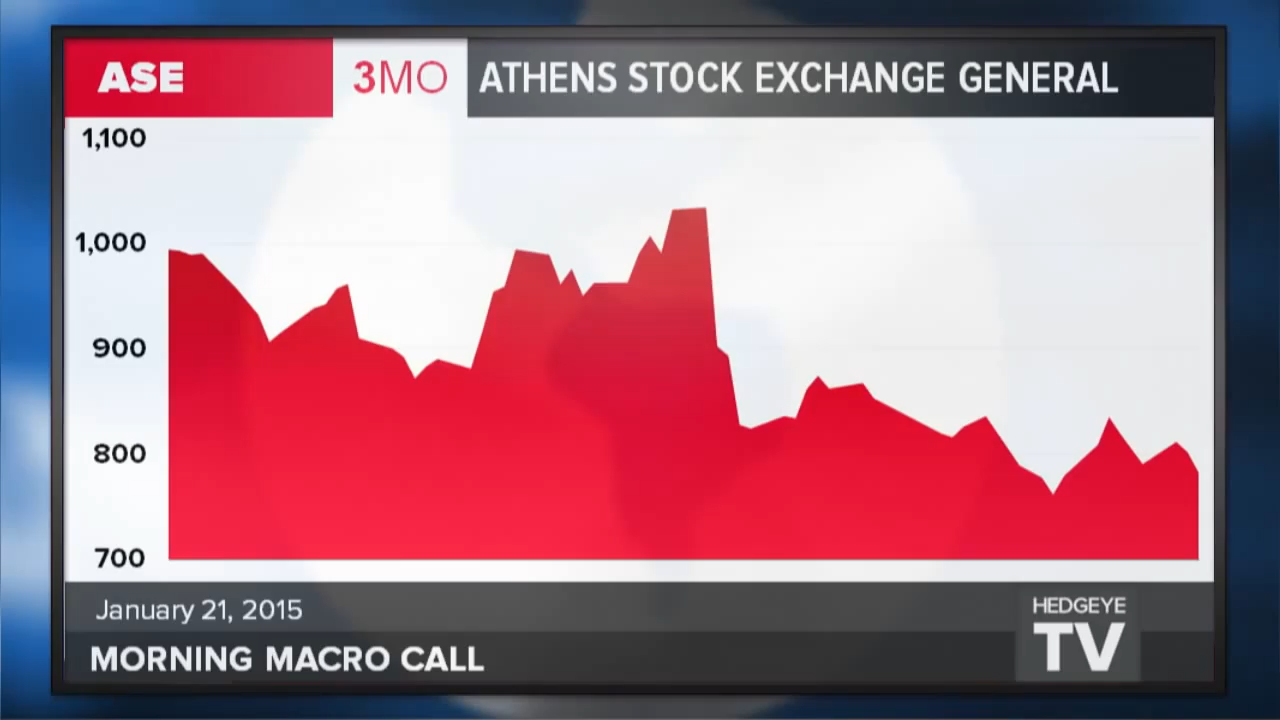 ASE 3MO ATHENS STOCK EXCHANGE GENERAL
1,100
1,000
900
800
700
January 21, 2015
MORNING MACRO CALL
HEDGEYE
TV